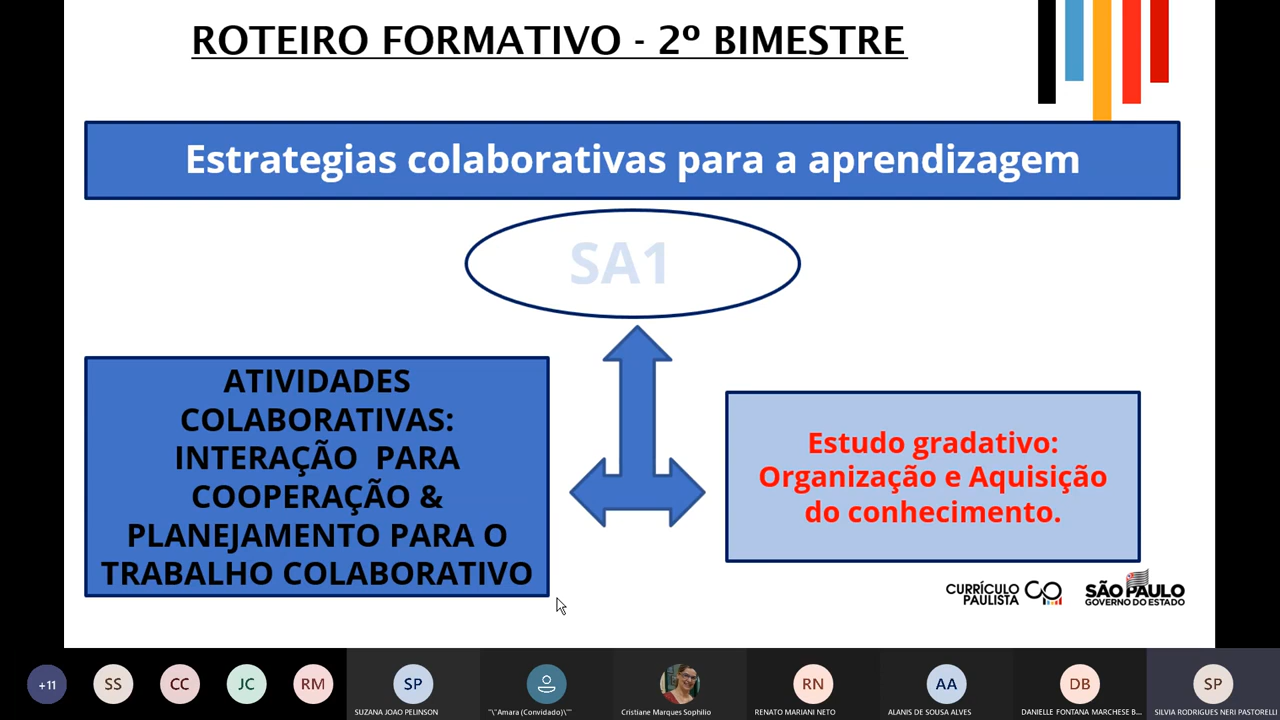 ROTEIRO FORMATIVO - 2º BIMESTRE
Estrategias colaborativas para a aprendizagem
SA1
ATIVIDADES
COLABORATIVAS:
INTERAÇÃO PARA
COOPERAÇÃO &
PLANEJAMENTO PARA O
TRABALHO COLABORATIVO
Estudo gradativo:
Organização e Aquisição
do conhecimento.
CURRÍCULO
PAULISTA
SÃO PAULO
GOVERNO DO ESTADO
+11
SS
CC
JC
RM
SP
RN
AA
DB
SP
SUZANA JOAO PELINSON
"\"Amara (Convidado)\""
Cristiane Marques Sophilio
RENATO MARIANI NETO
ALANIS DE SOUSA ALVES
DANIELLE FONTANA MARCHESE B...
SILVIA RODRIGUES NERI PASTORELLI